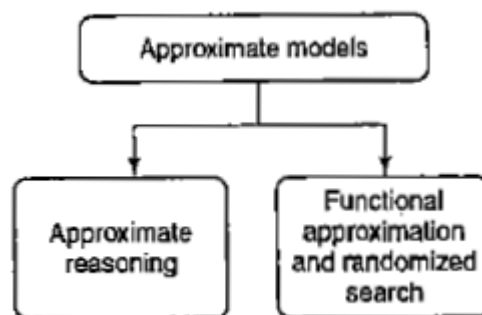 Approximate models
Approximate
reasoning
Functional
approximation
and randomized
search